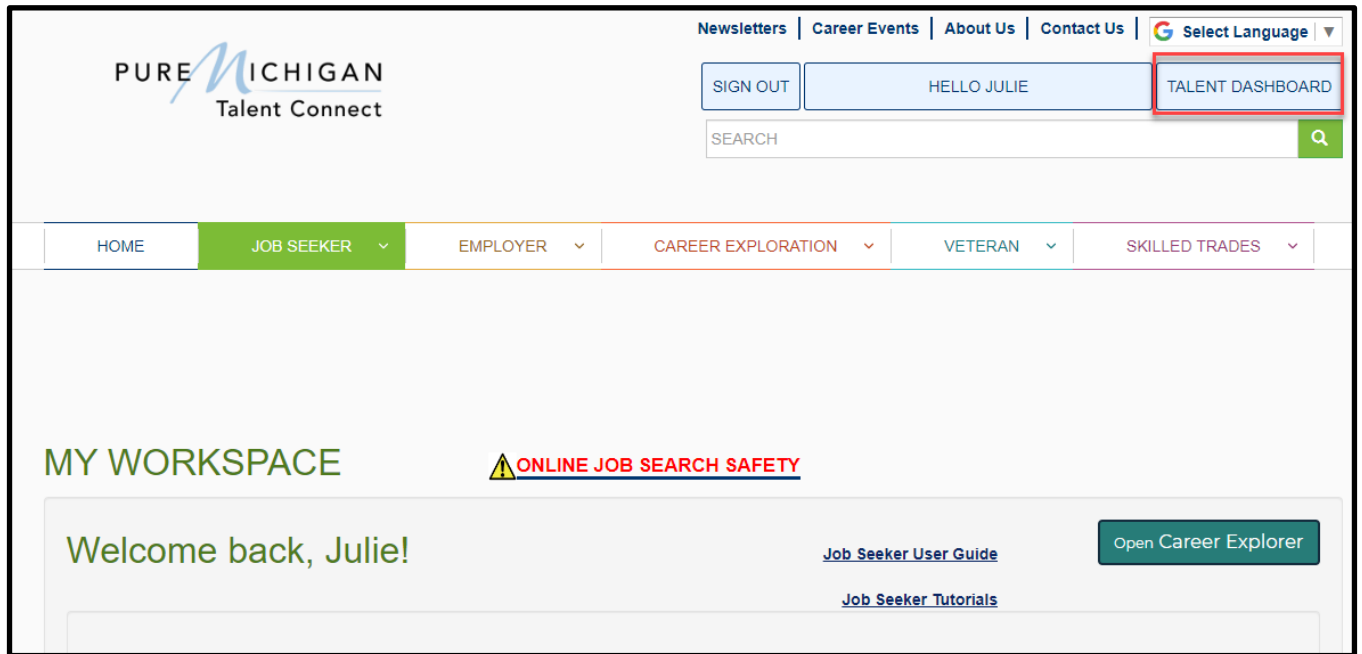 Newsletters | Career Events | About Us | Contact Us | G Select Language | ▼
PURE MICHIGAN
Talent Connect
SIGN OUT HELLO JULIE TALENT DASHBOARD
SEARCH
HOME JOB SEEKER EMPLOYER CAREER EXPLORATION VETERAN SKILLED TRADES
MY WORKSPACE ONLINE JOB SEARCH SAFETY
Welcome back, Julie! Job Seeker User Guide Open Career Explorer
Job Seeker Tutorials